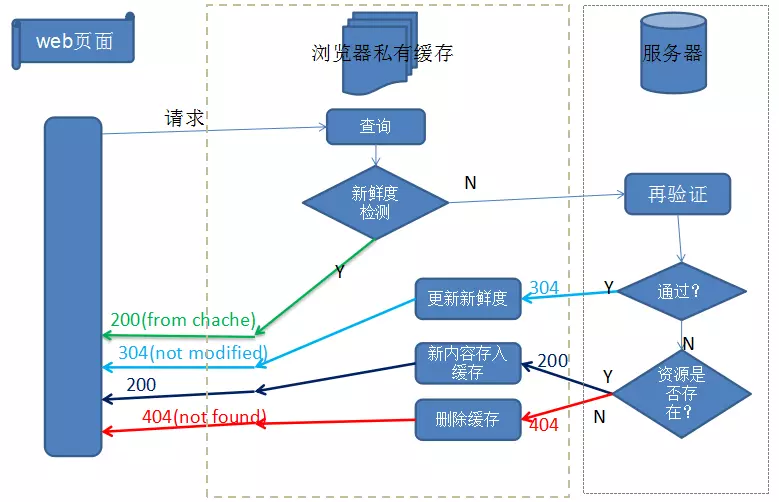 web页面
浏览器私有缓存
服务器
请求
查询
新鲜度
检测
N
再验证
Y
更新新鲜度
304
Y
通过?
200(from chache)
304(not modified)
N
新内容存入
缓存
200
Y
资源是
否存
在?
200
404(not found)
删除缓存
404
N